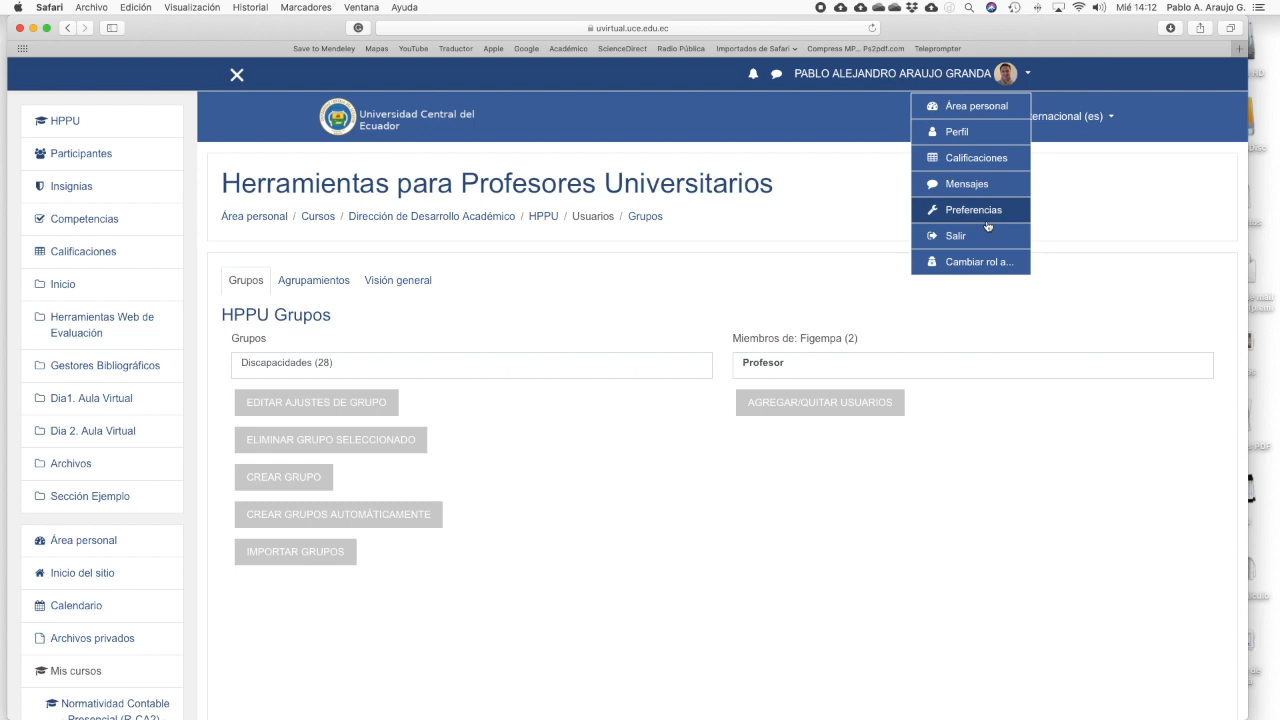 Safari Archivo Edición Visualización Historial Marcadores Ventana Ayuda
Mié 14:12 Pablo A. Araujo G.
uvirtual.uce.edu.ec
Save to Mendeley Mapas YouTube Traductor Apple Google Académico ScienceDirect Radio Pública Importados de Safari Compress MP... Ps2pdf.com Teleprompter
PABLO ALEJANDRO ARAUJO GRANDA
Universidad Central del
Ecuador
ternacional (es)
Área personal
Perfil
Calificaciones
Mensajes
Preferencias
Salir
Cambiar rol a...
HPPU
Participantes
Insignias
Competencias
Calificaciones
Inicio
Herramientas Web de
Evaluación
Gestores Bibliográficos
Dia1. Aula Virtual
Dia 2. Aula Virtual
Archivos
Sección Ejemplo
Área personal
Inicio del sitio
Calendario
Archivos privados
Mis cursos
Normatividad Contable
- Presencial (P-CA2) -
Herramientas para Profesores Universitarios
Área personal / Cursos / Dirección de Desarrollo Académico / HPPU / Usuarios / Grupos
Grupos Agrupamientos Visión general
HPPU Grupos
Grupos
Discapacidades (28)
EDITAR AJUSTES DE GRUPO
ELIMINAR GRUPO SELECCIONADO
CREAR GRUPO
CREAR GRUPOS AUTOMÁTICAMENTE
IMPORTAR GRUPOS
Miembros de: Figempa (2)
Profesor
AGREGAR/QUITAR USUARIOS